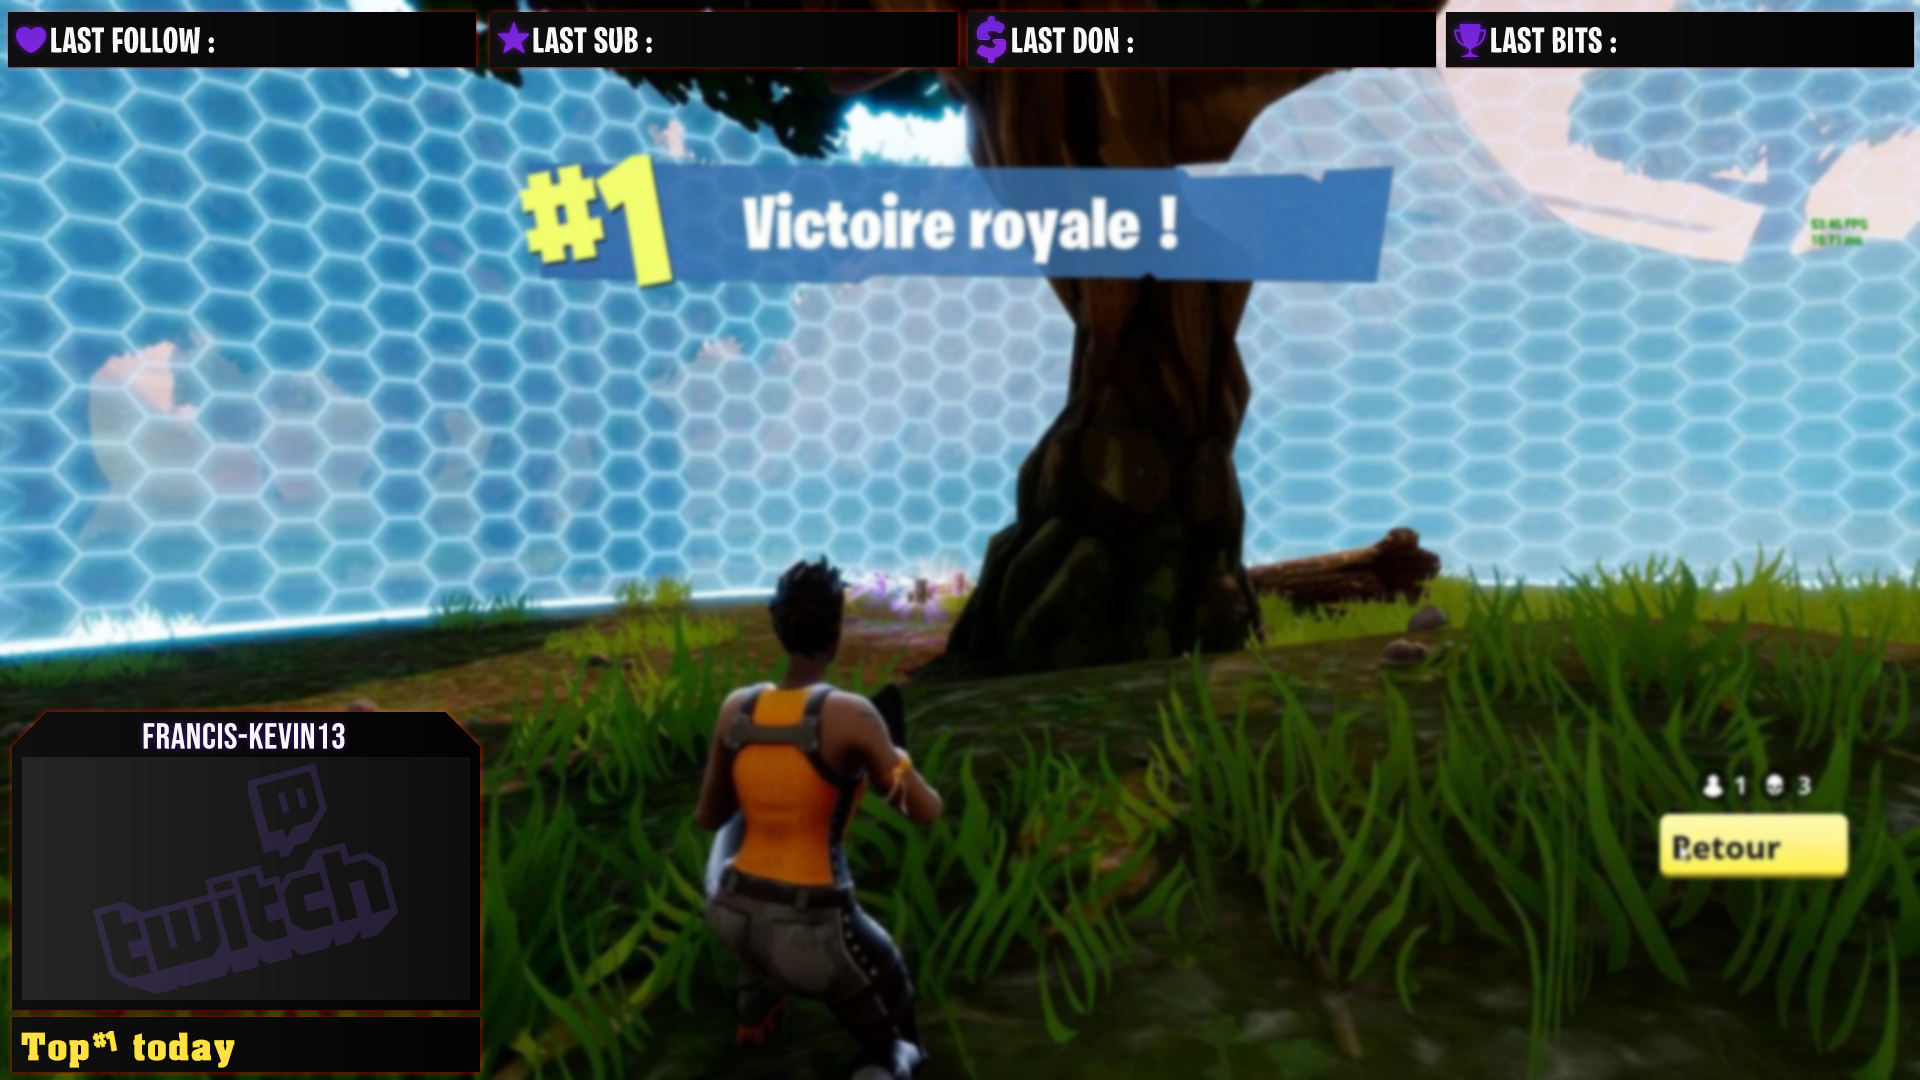 LAST FOLLOW :
LAST SUB :
LAST DON :
LAST BITS :
#1
Victoire royale !
FRANCIS-KEVIN13
twitch
1 3
Retour
Top#1 today